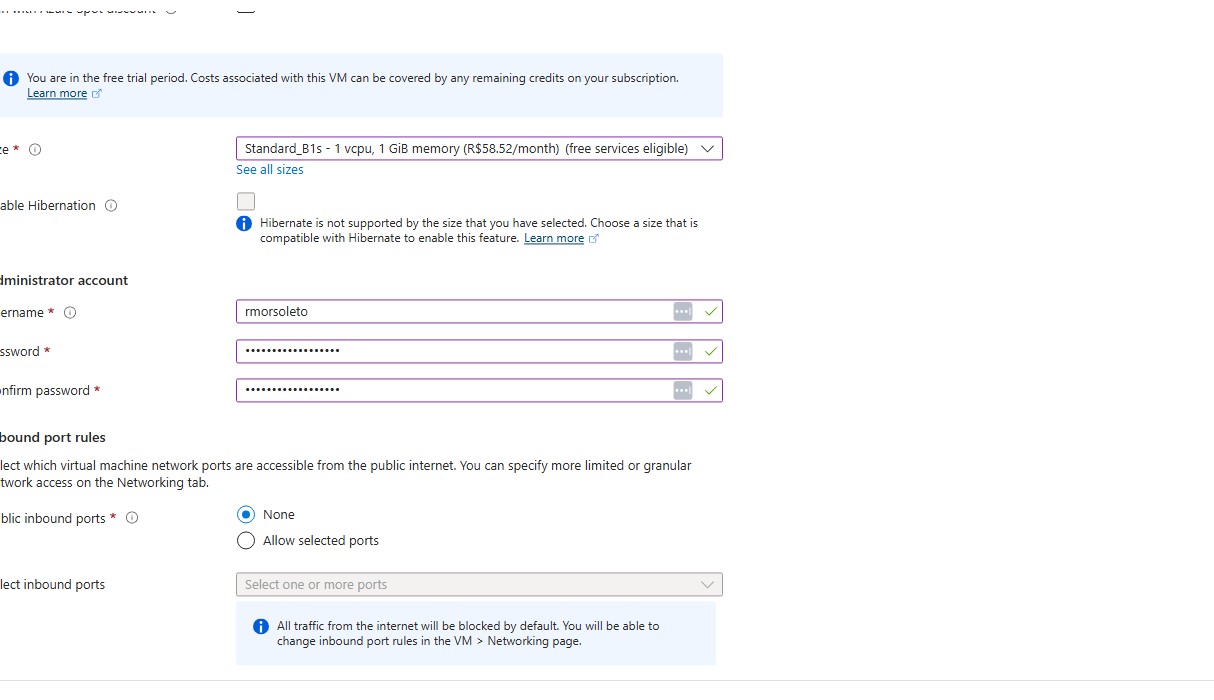 You are in the free trial period. Costs associated with this VM can be covered by any remaining credits on your subscription.
Learn more
Standard_B1s - 1 vcpu, 1 GiB memory (R$58.52/month) (free services eligible)
See all sizes
able Hibernation
Hibernate is not supported by the size that you have selected. Choose a size that is
compatible with Hibernate to enable this feature. Learn more
dministrator account
ername *
rmorsoleto
ssword *
••••••••••••••••••
nfirm password *
••••••••••••••••••
bound port rules
lect which virtual machine network ports are accessible from the public internet. You can specify more limited or granular
twork access on the Networking tab.
blic inbound ports *
None
Allow selected ports
lect inbound ports
Select one or more ports
All traffic from the internet will be blocked by default. You will be able to
change inbound port rules in the VM > Networking page.